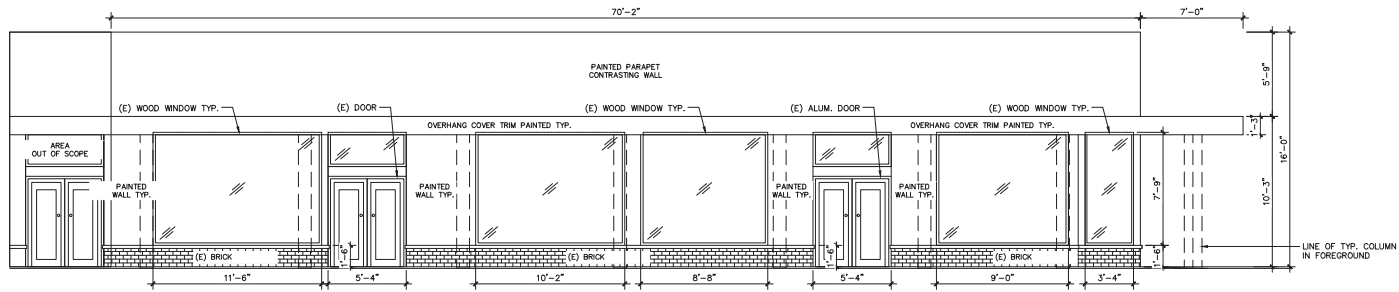 70'-2"
7'-0"
PAINTED PARAPET
CONTRASTING WALL
5'-9"
(E) WOOD WINDOW TYP.
(E) DOOR
(E) WOOD WINDOW TYP.
(E) ALUM. DOOR
(E) WOOD WINDOW TYP.
OVERHANG COVER TRIM PAINTED TYP.
OVERHANG COVER TRIM PAINTED TYP.
1'-3"
16'-0"
AREA
OUT OF SCOPE
PAINTED
WALL TYP.
PAINTED
WALL TYP.
PAINTED
WALL TYP.
PAINTED
WALL TYP.
7'-9"
10'-3"
(E) BRICK
1'-6"
(E) BRICK
1'-6"
(E) BRICK
1'-6"
LINE OF TYP. COLUMN
IN FOREGROUND
11'-6"
5'-4"
10'-2"
8'-8"
5'-4"
9'-0"
3'-4"